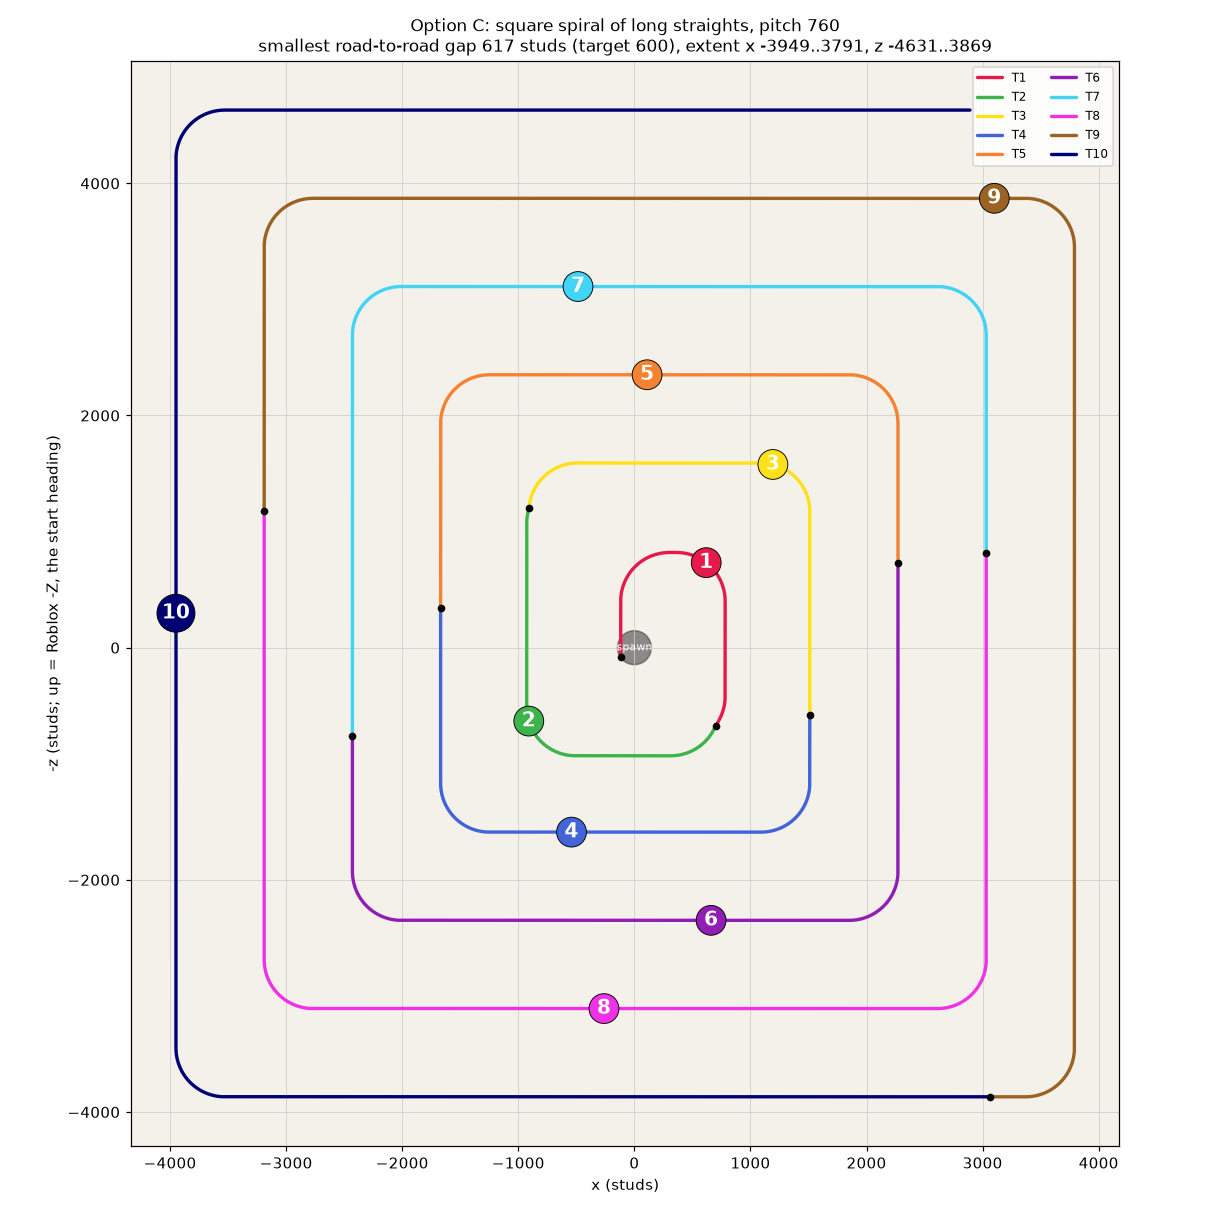 Option C: square spiral of long straights, pitch 760
smallest road-to-road gap 617 studs (target 600), extent x -3949..3791, z -4631..3869
T1 T6
T2 T7
T3 T8
T4 T9
T5 T10
4000
2000
0
−2000
−4000
-z (studs; up = Roblox -Z, the start heading)
9
7
5
3
1
spawn
10
2
4
6
8
−4000 −3000 −2000 −1000 0 1000 2000 3000 4000
x (studs)